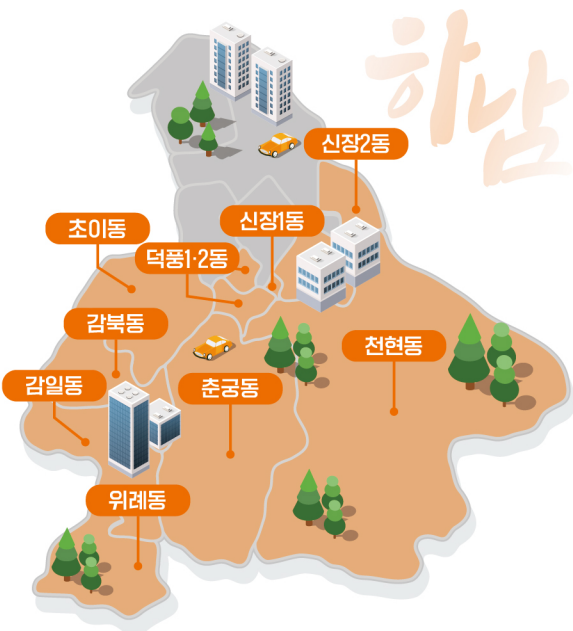 하남
신장2동
신장1동
초이동
덕풍1·2동
감북동
천현동
감일동
춘궁동
위례동